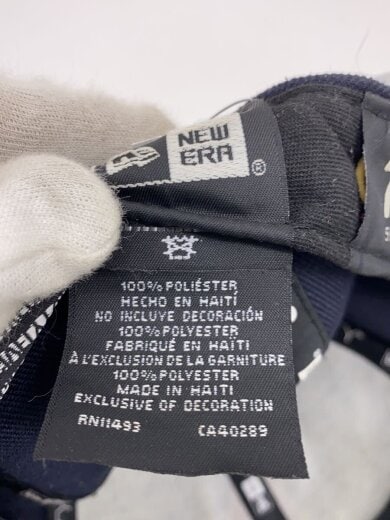 NEW
ERA
®
100% POLIÉSTER
HECHO EN HAITÍ
NO INCLUYE DECORACIÓN
100% POLYESTER
FABRIQUÉ EN HAÏTI
À L'EXCLUSION DE LA GARNITURE
100% POLYESTER
MADE IN HAITI
EXCLUSIVE OF DECORATION
RN11493 CA40289